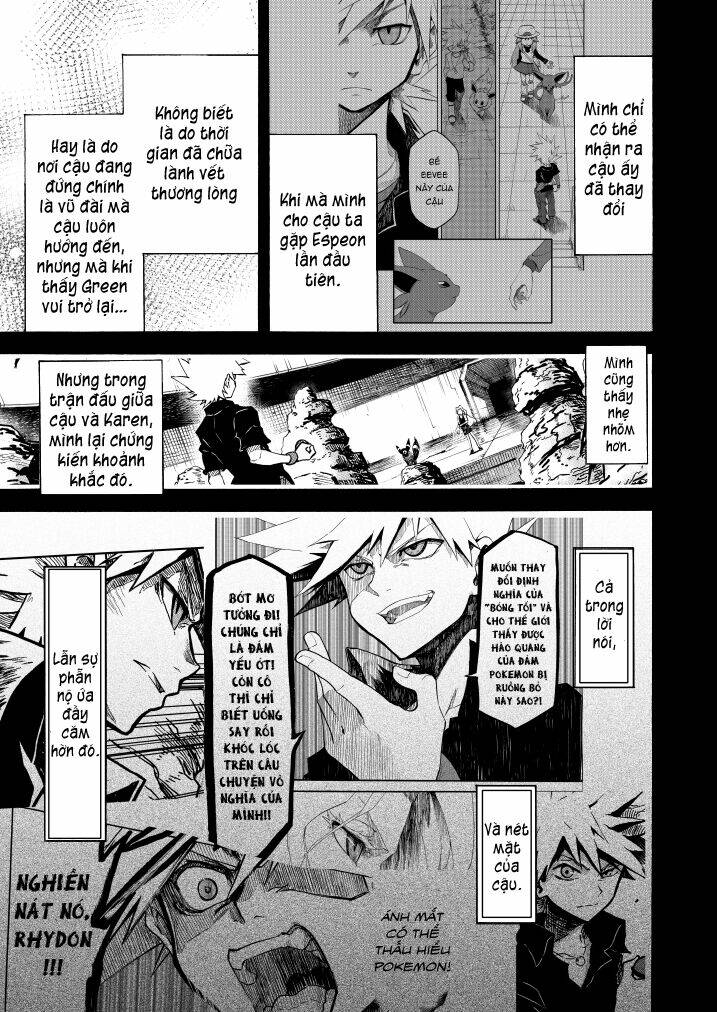 Mình chỉ
có thể
nhận ra
cậu ấy
đã thay
đổi
BÉ
EEVEE
NÀY CỦA
CẬU
Khi mà mình
cho cậu ta
gặp Espeon
lần đầu
tiên.
Không biết
là do thời
gian đã chữa
lành vết
thương lòng
Hay là do
nơi cậu đang
đứng chính
là vũ đài mà
cậu luôn
hướng đến,
nhưng mà khi
thấy Green
vui trở lại...
Mình
cũng
thấy
nhẹ
nhõm
hơn.
Nhưng trong
trận đấu giữa
cậu và Karen,
mình lại chứng
kiến khoảnh
khắc đó.
Cả
trong
lời
nói,
MUỐN THAY
ĐỔI ĐỊNH
NGHĨA CỦA
"BÓNG TỐI" VÀ
CHO THẾ GIỚI
THẤY ĐƯỢC
HÀO QUANG
CỦA ĐÁM
POKEMON BỊ
RUỒNG BỎ
NÀY SAO?!
BỚT MƠ
TƯỞNG ĐI!
CHÚNG CHỈ
LÀ ĐÁM
YẾU ỚT!
CÒN CÔ
THÌ CHỈ
BIẾT UỐNG
SAY RỒI
KHÓC LÓC
TRÊN CÂU
CHUYỆN VÔ
NGHĨA CỦA
MÌNH!!
Lẫn sự
phẫn
nộ ứa
đầy
căm
hờn đó.
Và nét
mặt
của
cậu.
ÁNH MẮT
CÓ THỂ
THẤU HIỂU
POKEMON!
NGHIỀN
NÁT NÓ,
RHYDON
!!!